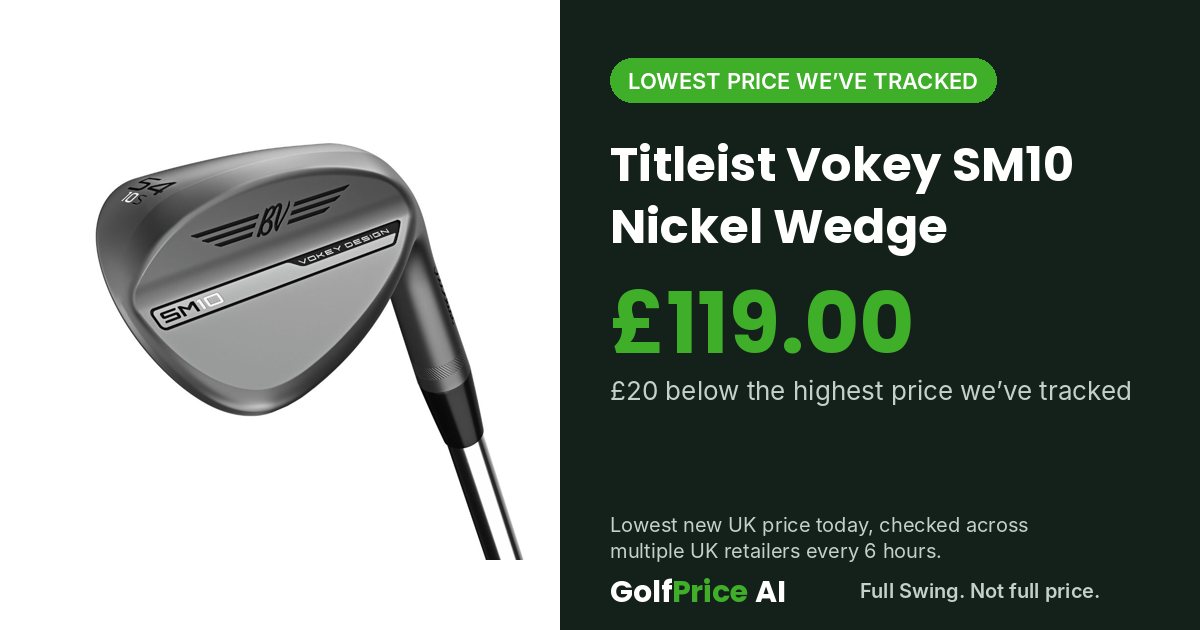 54
10 S
BV
VOKEY DESIGN
SM10
LOWEST PRICE WE’VE TRACKED
Titleist Vokey SM10
Nickel Wedge
£119.00
£20 below the highest price we’ve tracked
Lowest new UK price today, checked across
multiple UK retailers every 6 hours.
GolfPrice AI
Full Swing. Not full price.